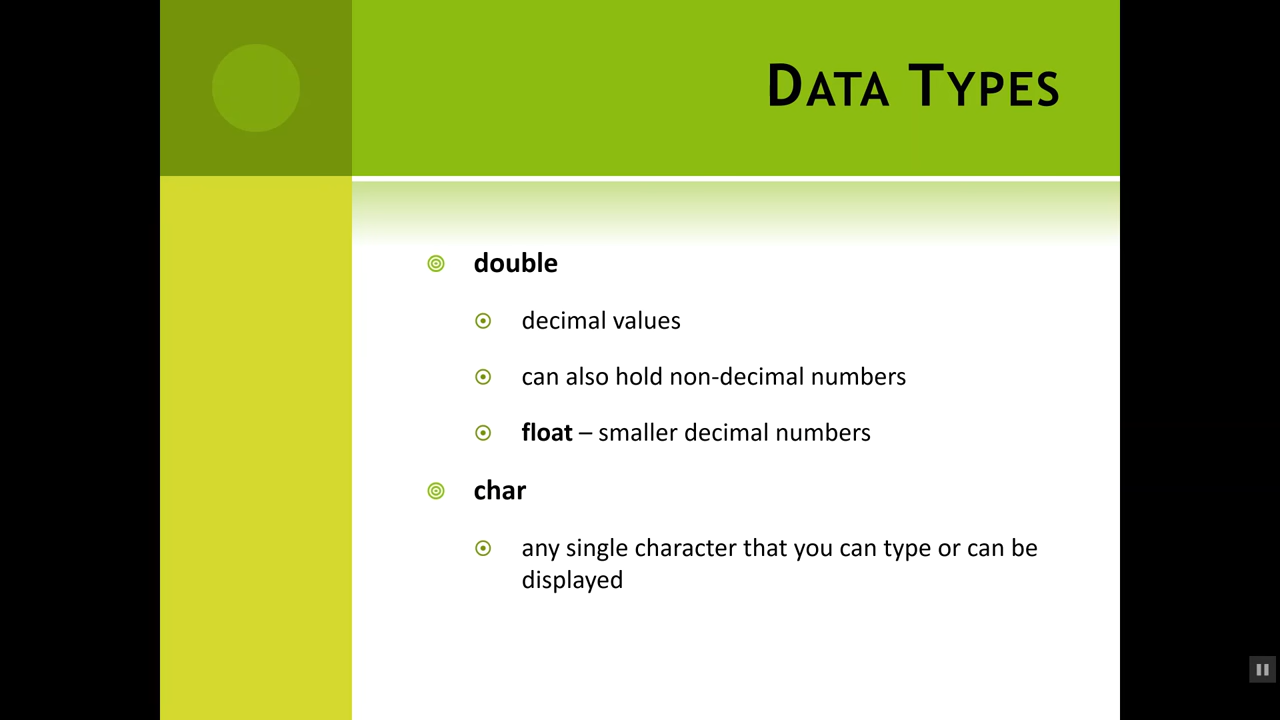 Data Types
double
decimal values
can also hold non-decimal numbers
float – smaller decimal numbers
char
any single character that you can type or can be
displayed